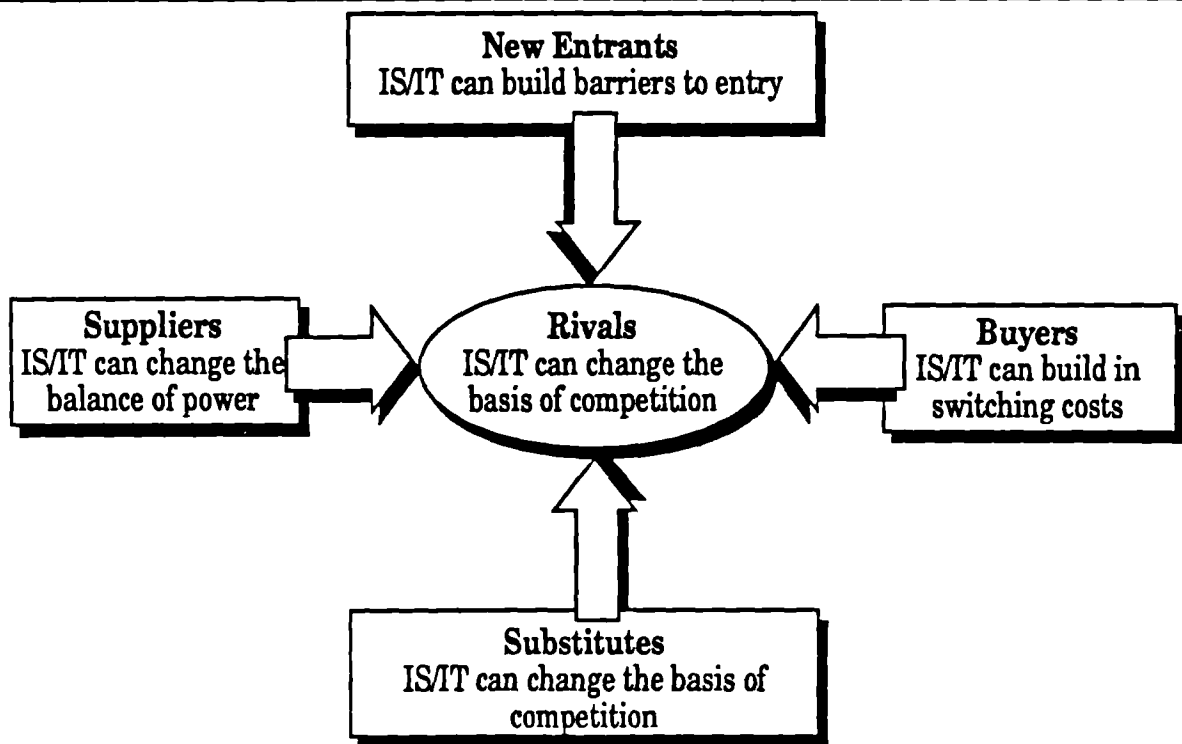 New Entrants
IS/IT can build barriers to entry
Suppliers
IS/IT can change the
balance of power
Rivals
IS/IT can change the
basis of competition
Buyers
IS/IT can build in
switching costs
Substitutes
IS/IT can change the basis of
competition